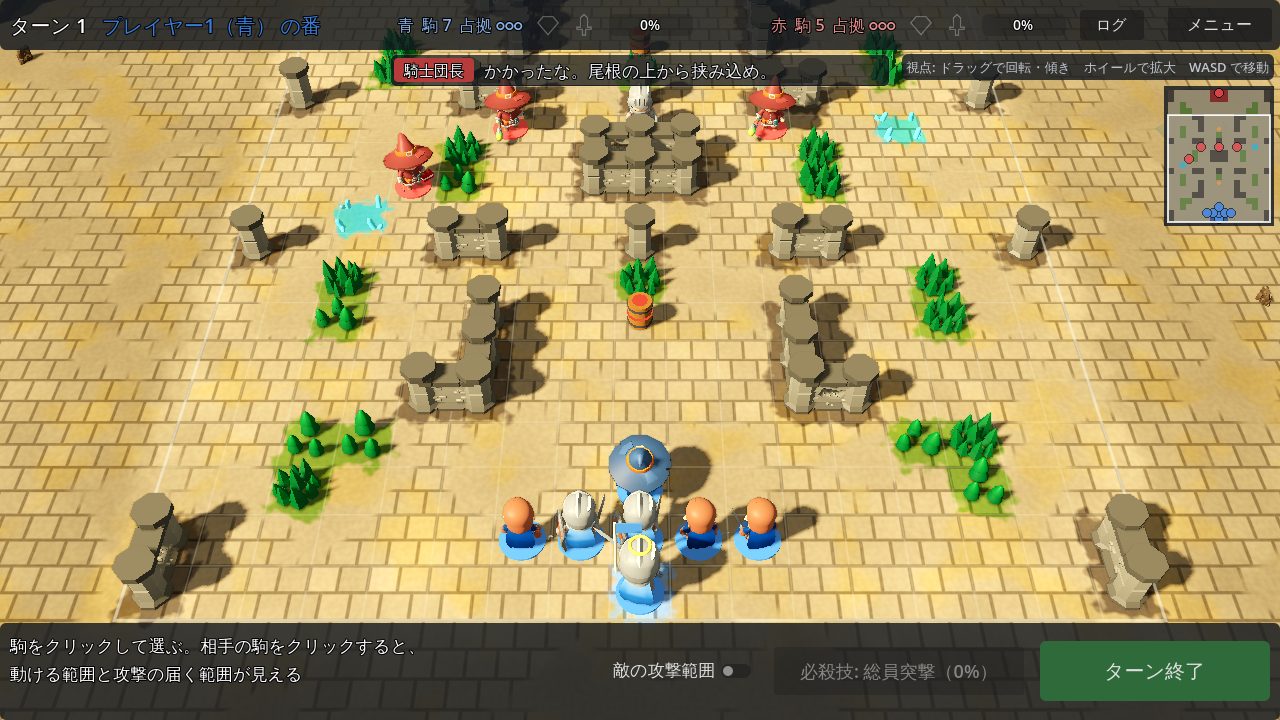 ターン 1 プレイヤー1（青）の番 青 駒 7 占拠 0% 赤 駒 5 占拠 0% ログ メニュー
騎士団長 かかったな。尾根の上から挟み込め。
視点: ドラッグで回転・傾き ホイールで拡大 WASD で移動
駒をクリックして選ぶ。相手の駒をクリックすると、
動ける範囲と攻撃の届く範囲が見える
敵の攻撃範囲
必殺技: 総員突撃（0%）
ターン終了